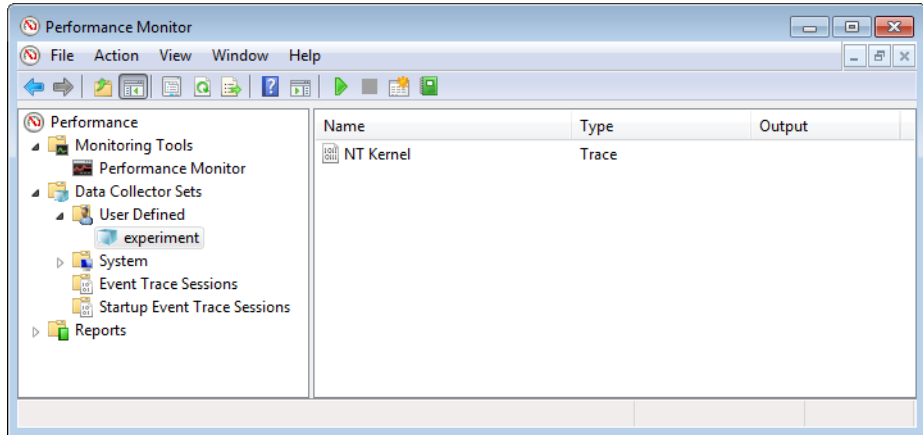 Performance Monitor
File Action View Window Help
Performance
Monitoring Tools
Performance Monitor
Data Collector Sets
User Defined
experiment
System
Event Trace Sessions
Startup Event Trace Sessions
Reports
Name Type Output
NT Kernel Trace